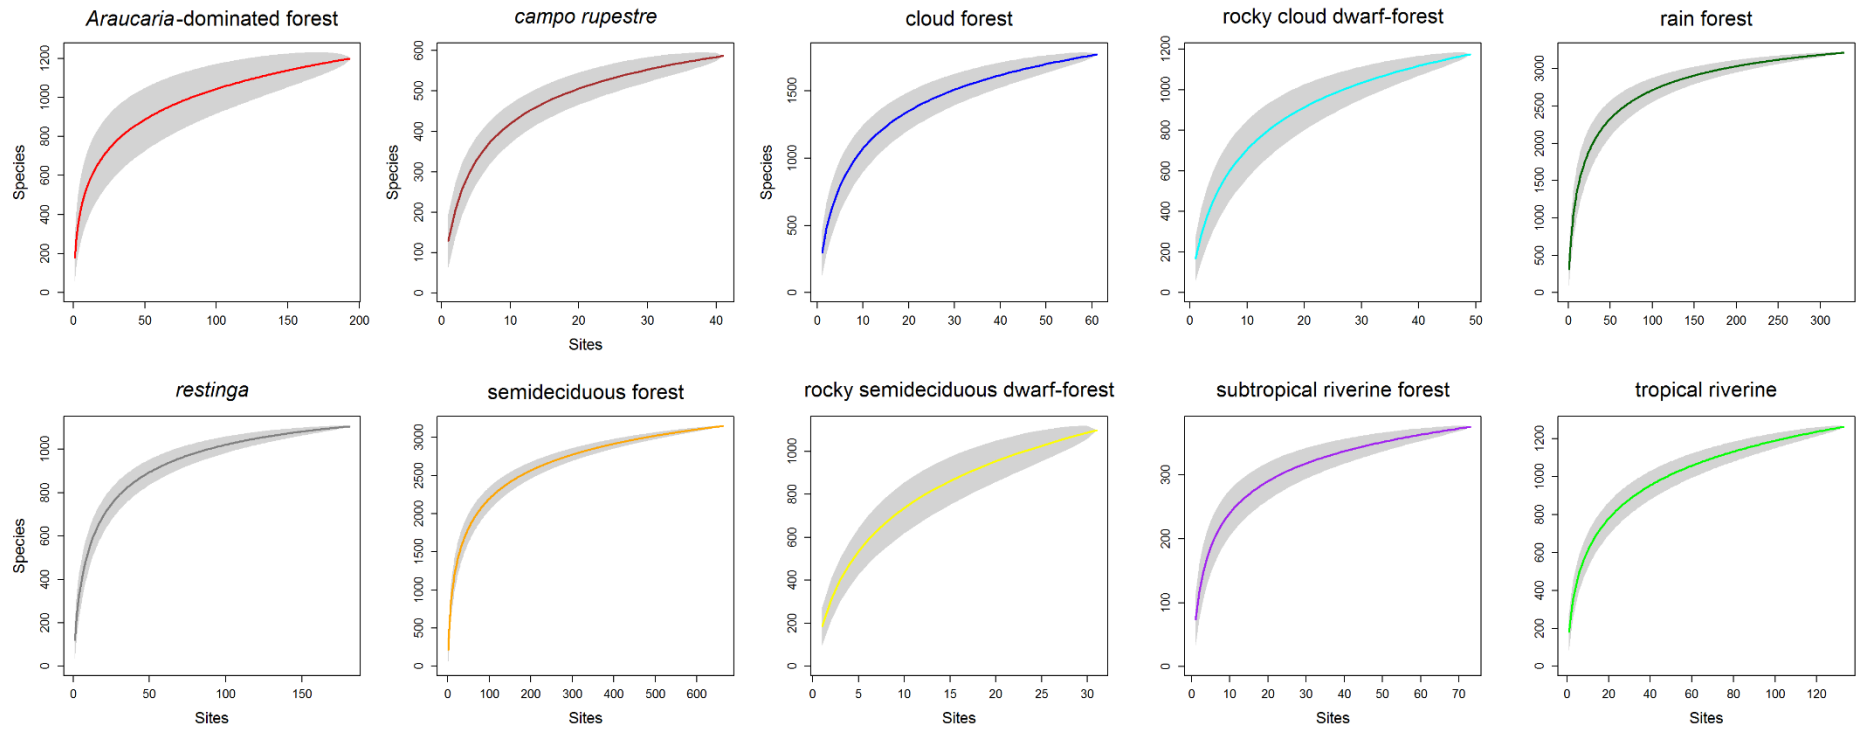 Araucaria-dominated forest
campo rupestre
cloud forest
rocky cloud dwarf-forest
rain forest
Species
0 200 400 600 800 1000 1200
0 50 100 150 200
Species
0 100 200 300 400 500 600
0 10 20 30 40
Sites
Species
0 500 1000 1500
0 10 20 30 40 50 60
0 200 400 600 800 1000 1200
0 10 20 30 40 50
Sites
0 500 1000 1500 2000 2500 3000
0 50 100 150 200 250 300
restinga
semideciduous forest
rocky semideciduous dwarf-forest
subtropical riverine forest
tropical riverine
Species
0 200 400 600 800 1000
0 50 100 150
Sites
0 500 1000 1500 2000 2500 3000
0 100 200 300 400 500 600
Sites
0 200 400 600 800 1000
0 5 10 15 20 25 30
Sites
0 100 200 300
0 10 20 30 40 50 60 70
Sites
0 200 400 600 800 1000 1200
0 20 40 60 80 100 120
Sites